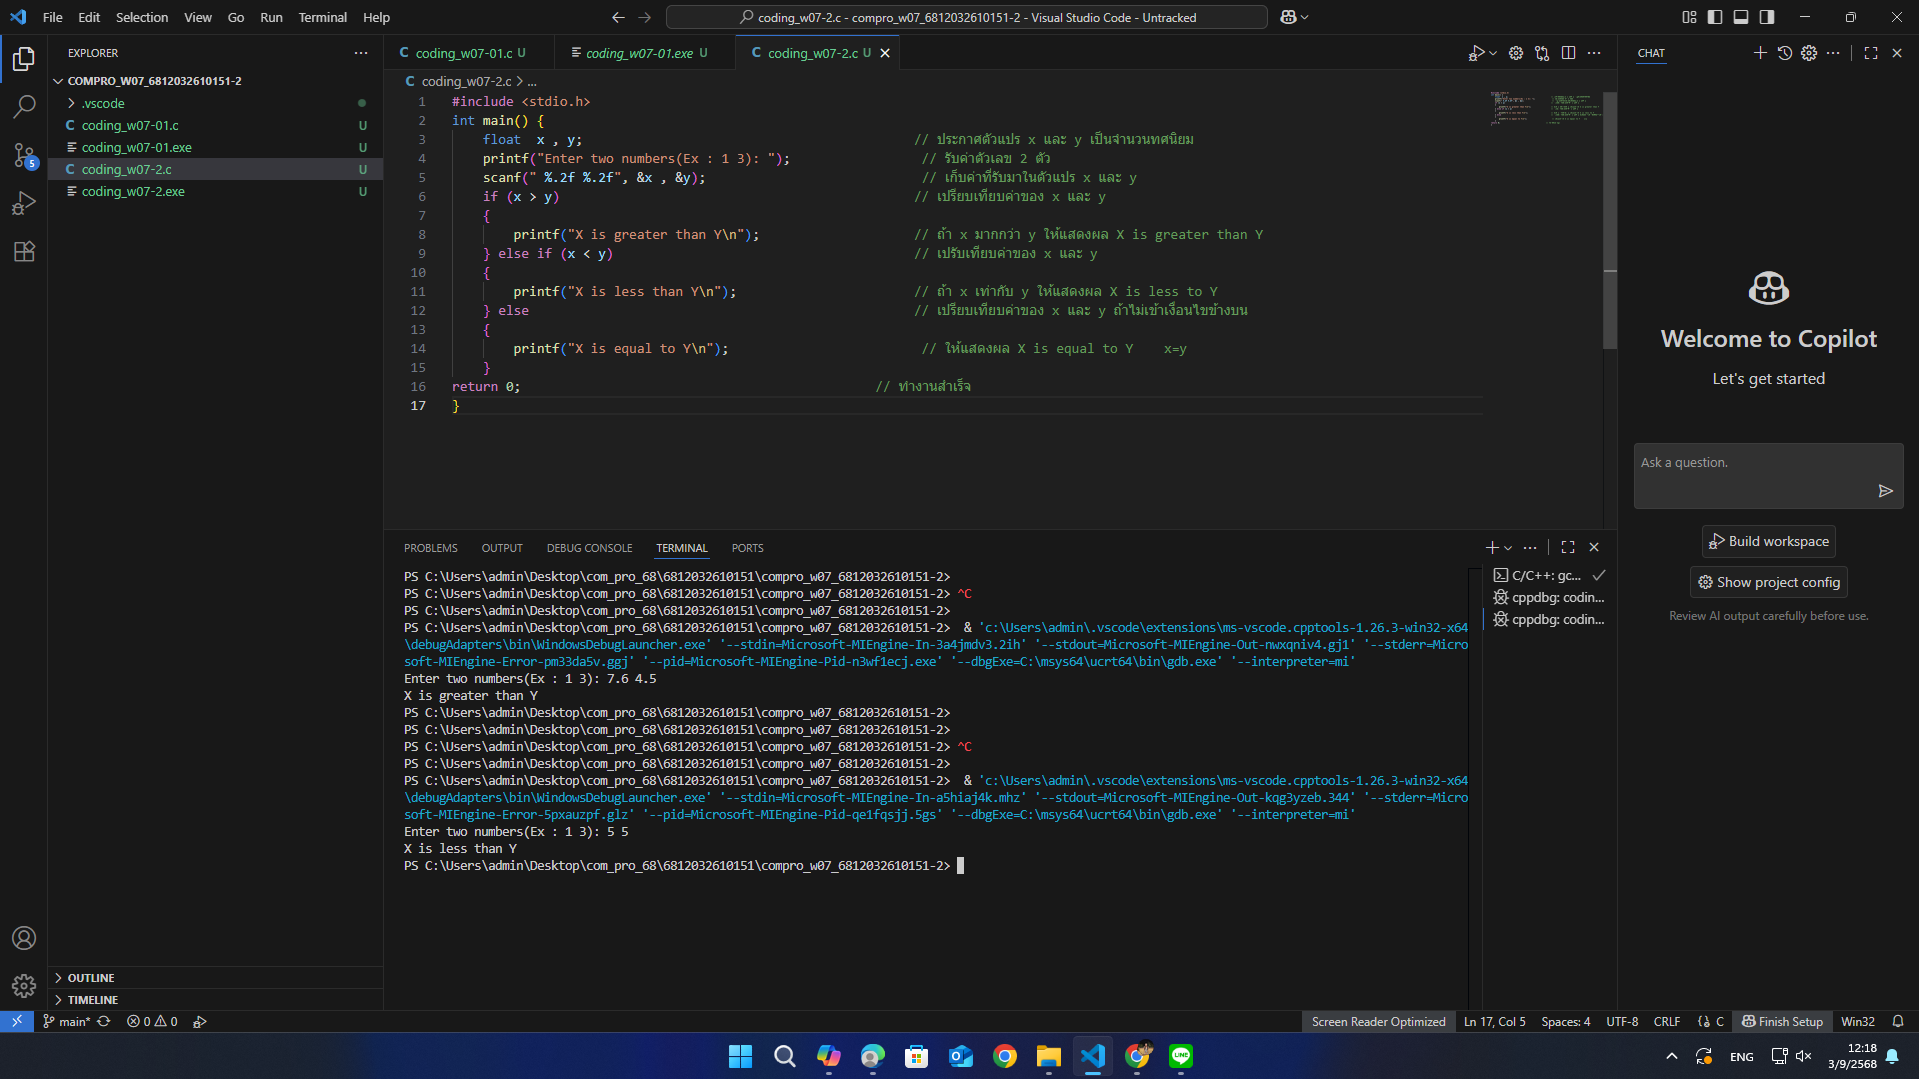 File Edit Selection View Go Run Terminal Help
coding_w07-2.c - compro_w07_6812032610151-2 - Visual Studio Code - Untracked
EXPLORER
COMPRO_W07_6812032610151-2
.vscode
C coding_w07-01.c U
coding_w07-01.exe U
C coding_w07-2.c U
coding_w07-2.exe U
5
OUTLINE
TIMELINE
C coding_w07-01.c U
coding_w07-01.exe U
C coding_w07-2.c U
C coding_w07-2.c > ...
1 #include <stdio.h>
2 int main() {
3 float x , y; // ประกาศตัวแปร x และ y เป็นจำนวนทศนิยม
4 printf("Enter two numbers(Ex : 1 3): "); // รับค่าตัวเลข 2 ตัว
5 scanf(" %.2f %.2f", &x , &y); // เก็บค่าที่รับมาในตัวแปร x และ y
6 if (x > y) // เปรียบเทียบค่าของ x และ y
7 {
8 printf("X is greater than Y\n"); // ถ้า x มากกว่า y ให้แสดงผล X is greater than Y
9 } else if (x < y) // เปรับเทียบค่าของ x และ y
10 {
11 printf("X is less than Y\n"); // ถ้า x เท่ากับ y ให้แสดงผล X is less to Y
12 } else // เปรียบเทียบค่าของ x และ y ถ้าไม่เข้าเงื่อนไขข้างบน
13 {
14 printf("X is equal to Y\n"); // ให้แสดงผล X is equal to Y x=y
15 }
16 return 0; // ทำงานสำเร็จ
17 }
PROBLEMS OUTPUT DEBUG CONSOLE TERMINAL PORTS
PS C:\Users\admin\Desktop\com_pro_68\6812032610151\compro_w07_6812032610151-2>
PS C:\Users\admin\Desktop\com_pro_68\6812032610151\compro_w07_6812032610151-2> ^C
PS C:\Users\admin\Desktop\com_pro_68\6812032610151\compro_w07_6812032610151-2>
PS C:\Users\admin\Desktop\com_pro_68\6812032610151\compro_w07_6812032610151-2> & 'c:\Users\admin\.vscode\extensions\ms-vscode.cpptools-1.26.3-win32-x64
\debugAdapters\bin\WindowsDebugLauncher.exe' '--stdin=Microsoft-MIEngine-In-3a4jmdv3.2ih' '--stdout=Microsoft-MIEngine-Out-nwxqniv4.gj1' '--stderr=Micro
soft-MIEngine-Error-pm33da5v.ggj' '--pid=Microsoft-MIEngine-Pid-n3wf1ecj.exe' '--dbgExe=C:\msys64\ucrt64\bin\gdb.exe' '--interpreter=mi'
Enter two numbers(Ex : 1 3): 7.6 4.5
X is greater than Y
PS C:\Users\admin\Desktop\com_pro_68\6812032610151\compro_w07_6812032610151-2>
PS C:\Users\admin\Desktop\com_pro_68\6812032610151\compro_w07_6812032610151-2>
PS C:\Users\admin\Desktop\com_pro_68\6812032610151\compro_w07_6812032610151-2> ^C
PS C:\Users\admin\Desktop\com_pro_68\6812032610151\compro_w07_6812032610151-2>
PS C:\Users\admin\Desktop\com_pro_68\6812032610151\compro_w07_6812032610151-2> & 'c:\Users\admin\.vscode\extensions\ms-vscode.cpptools-1.26.3-win32-x64
\debugAdapters\bin\WindowsDebugLauncher.exe' '--stdin=Microsoft-MIEngine-In-a5hiaj4k.mhz' '--stdout=Microsoft-MIEngine-Out-kqg3yzeb.344' '--stderr=Micro
soft-MIEngine-Error-5pxauzpf.glz' '--pid=Microsoft-MIEngine-Pid-qe1fqsjj.5gs' '--dbgExe=C:\msys64\ucrt64\bin\gdb.exe' '--interpreter=mi'
Enter two numbers(Ex : 1 3): 5 5
X is less than Y
PS C:\Users\admin\Desktop\com_pro_68\6812032610151\compro_w07_6812032610151-2>
C/C++: gc...
cppdbg: codin...
cppdbg: codin...
CHAT
Welcome to Copilot
Let's get started
Ask a question.
Build workspace
Show project config
Review AI output carefully before use.
main* 0 0
Screen Reader Optimized Ln 17, Col 5 Spaces: 4 UTF-8 CRLF {} C Finish Setup Win32
LINE
ENG
12:18
3/9/2568